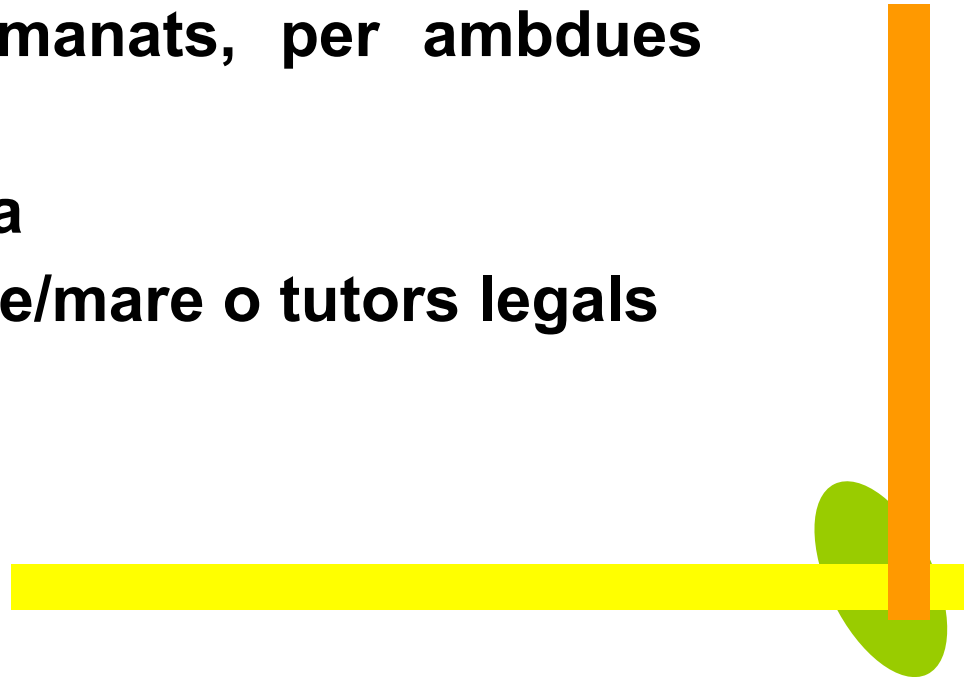 manats, per ambdues
a
e/mare o tutors legals